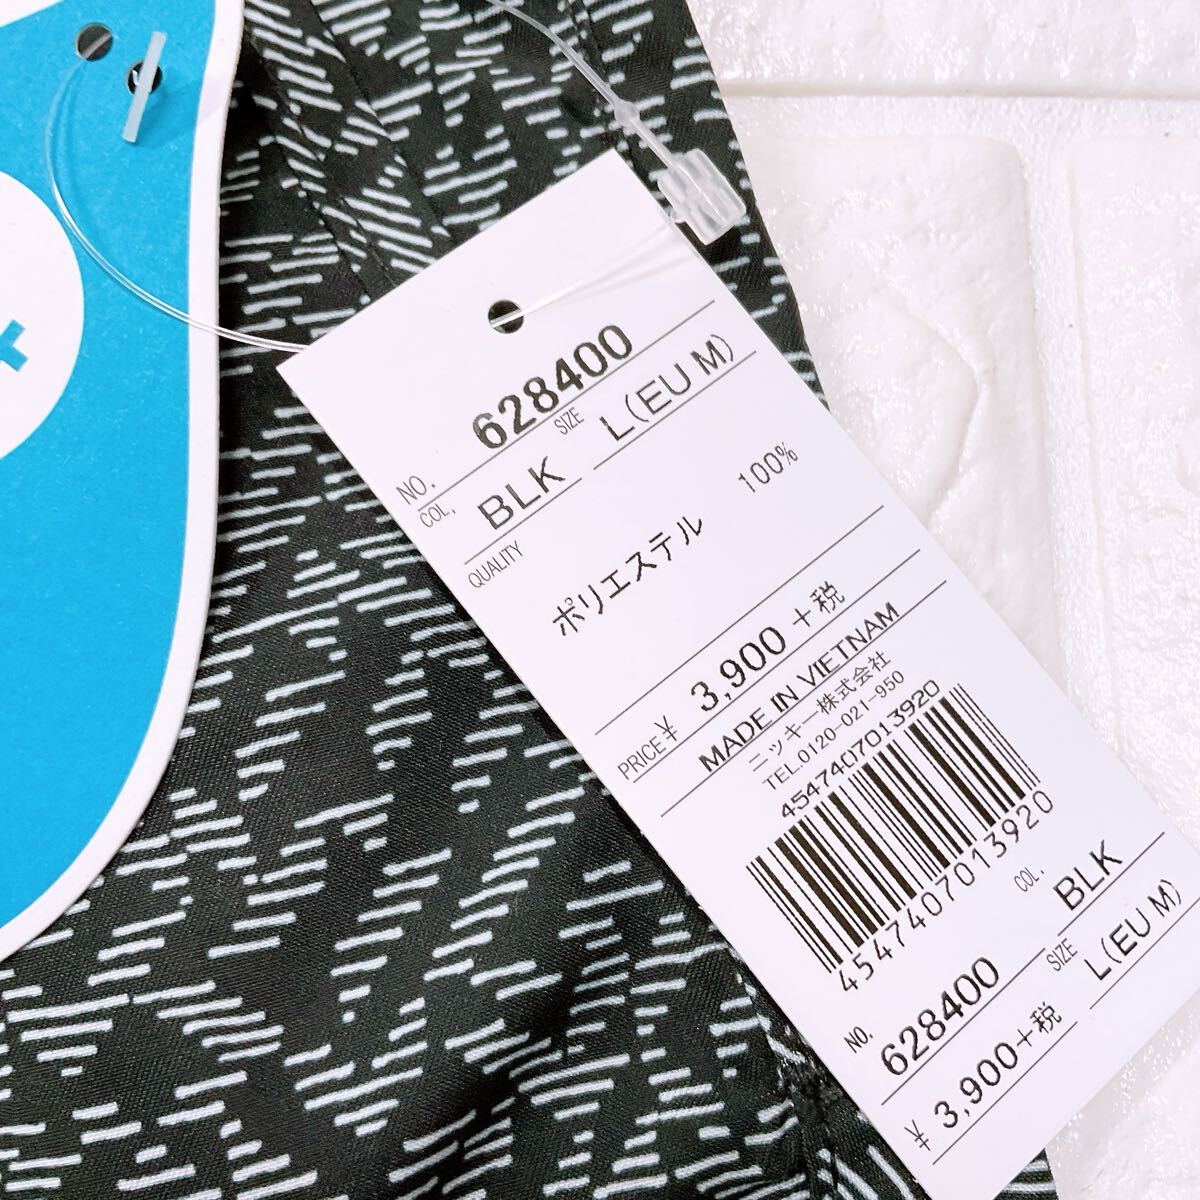 NO. 628400
COL. BLK SIZE L(EU M)
QUALITY
ポリエステル 100%
PRICE ¥ 3,900 +税
MADE IN VIETNAM
ニッキー株式会社
TEL.0120-021-950
4547407013920
4547407013920
COL. BLK
NO. 628400 SIZE L(EU M)
¥ 3,900+税